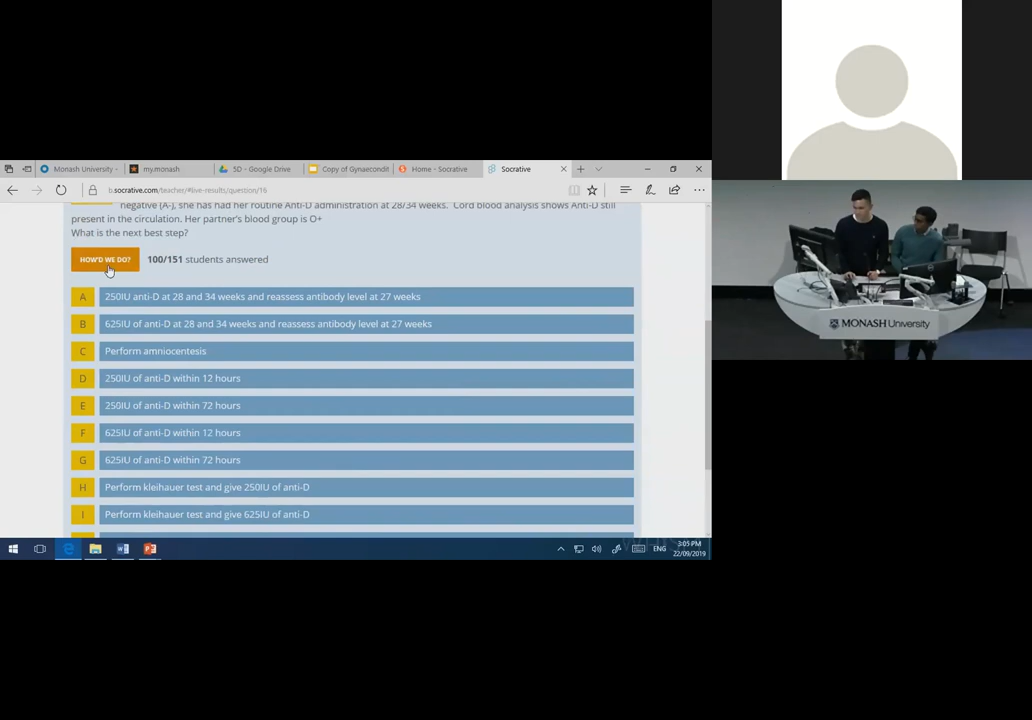 Monash University
my.monash
5D - Google Drive
Copy of Gynaecondit
Home - Socrative
Socrative
b.socrative.com/teacher/#live-results/question/16
negative (A-), she has had her routine Anti-D administration at 28/34 weeks. Cord blood analysis shows Anti-D still
present in the circulation. Her partner's blood group is O+
What is the next best step?
HOW'D WE DO?
100/151 students answered
A 250IU anti-D at 28 and 34 weeks and reassess antibody level at 27 weeks
B 625IU of anti-D at 28 and 34 weeks and reassess antibody level at 27 weeks
C Perform amniocentesis
D 250IU of anti-D within 12 hours
E 250IU of anti-D within 72 hours
F 625IU of anti-D within 12 hours
G 625IU of anti-D within 72 hours
H Perform kleihauer test and give 250IU of anti-D
I Perform kleihauer test and give 625IU of anti-D
ENG
3:05 PM
22/09/2019
MONASH University